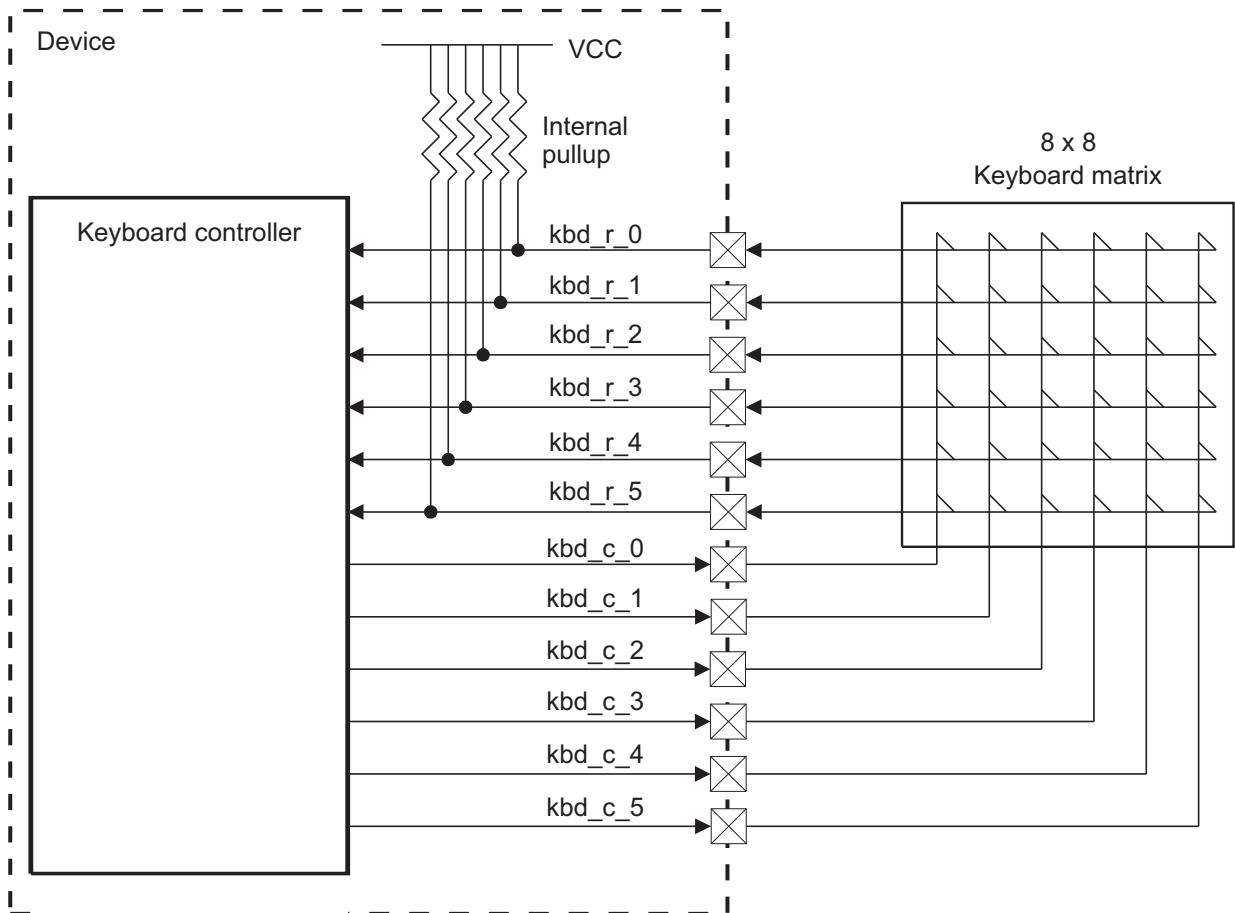 Device
VCC
Internal
pullup
8 x 8
Keyboard matrix
Keyboard controller
kbd_r_0
kbd_r_1
kbd_r_2
kbd_r_3
kbd_r_4
kbd_r_5
kbd_c_0
kbd_c_1
kbd_c_2
kbd_c_3
kbd_c_4
kbd_c_5